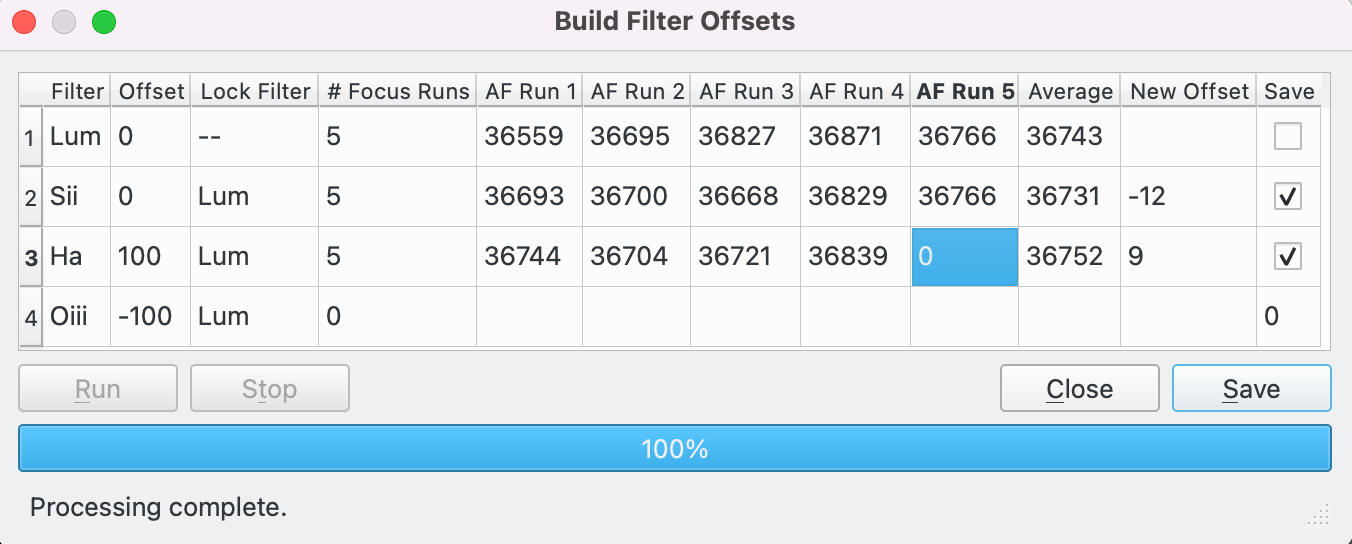 Build Filter Offsets
Filter Offset Lock Filter # Focus Runs AF Run 1 AF Run 2 AF Run 3 AF Run 4 AF Run 5 Average New Offset Save
1 Lum 0 -- 5 36559 36695 36827 36871 36766 36743
2 Sii 0 Lum 5 36693 36700 36668 36829 36766 36731 -12
3 Ha 100 Lum 5 36744 36704 36721 36839 0 36752 9
4 Oiii -100 Lum 0 0
Run Stop Close Save
100%
Processing complete.